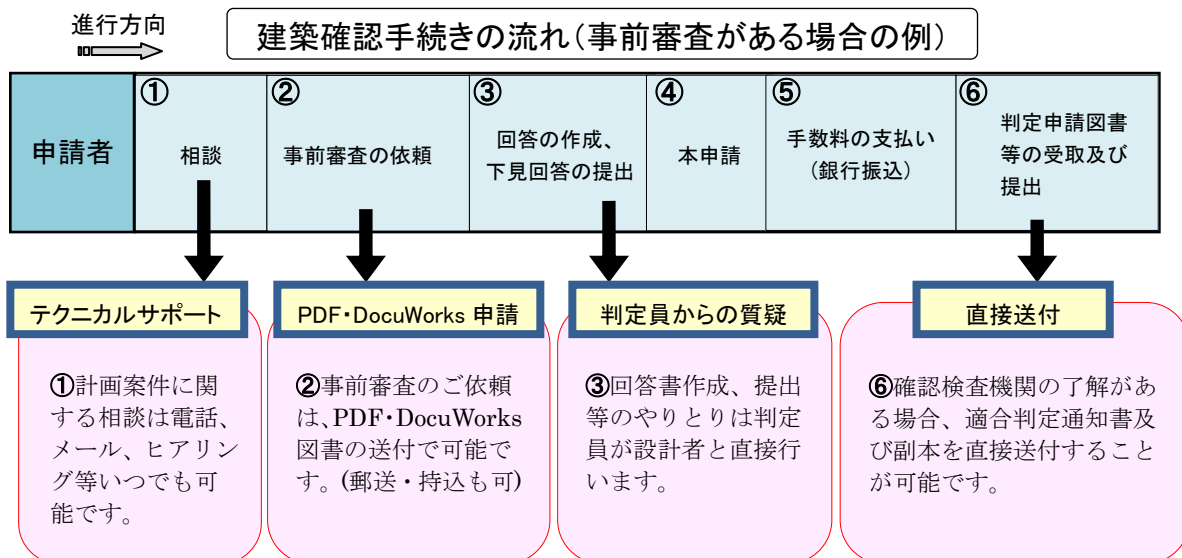 進行方向
建築確認手続きの流れ（事前審査がある場合の例）
申請者
①
相談
②
事前審査の依頼
③
回答の作成、
下見回答の提出
④
本申請
⑤
手数料の支払い
（銀行振込）
⑥
判定申請図書
等の受取及び
提出
テクニカルサポート
①計画案件に関
する相談は電話、
メール、ヒアリン
グ等いつでも可
能です。
PDF・DocuWorks 申請
②事前審査のご依頼
は、PDF・DocuWorks
図書の送付で可能で
す。(郵送・持込も可)
判定員からの質疑
③回答書作成、提出
等のやりとりは判定
員が設計者と直接行
います。
直接送付
⑥確認検査機関の了解があ
る場合、適合判定通知書及
び副本を直接送付すること
が可能です。